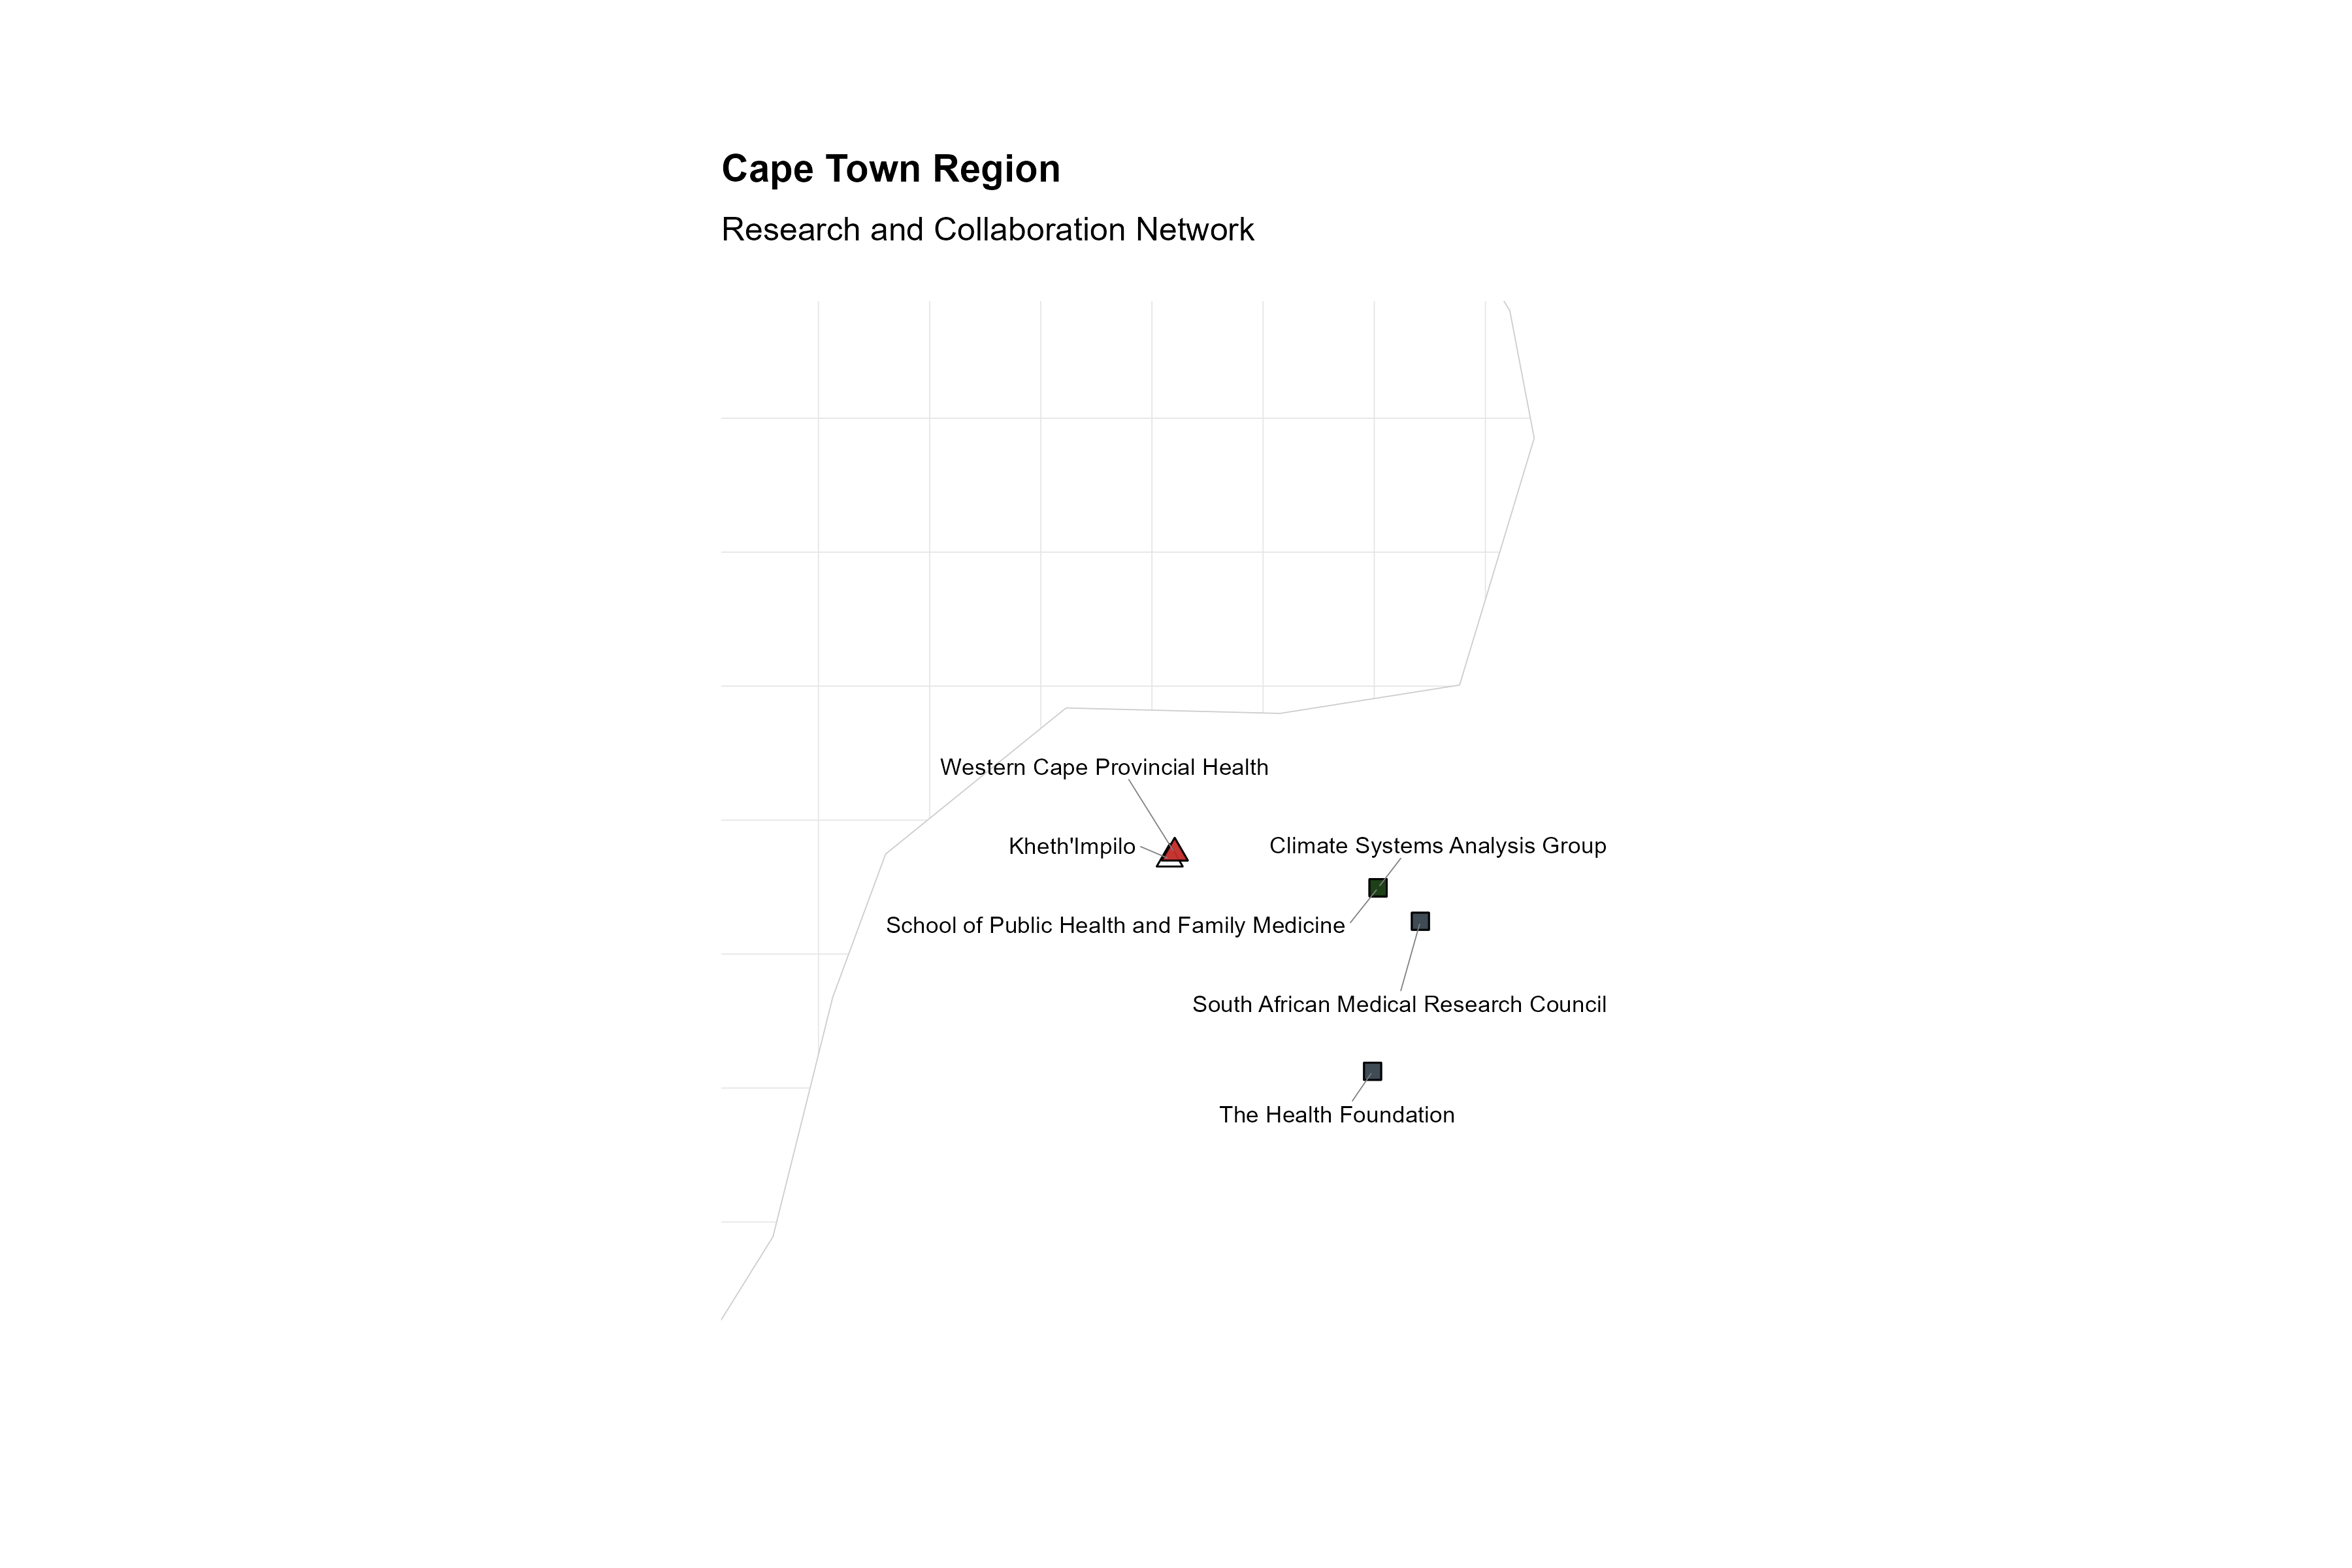 Cape Town Region
Research and Collaboration Network
Western Cape Provincial Health
Kheth'Impilo
Climate Systems Analysis Group
School of Public Health and Family Medicine
South African Medical Research Council
The Health Foundation